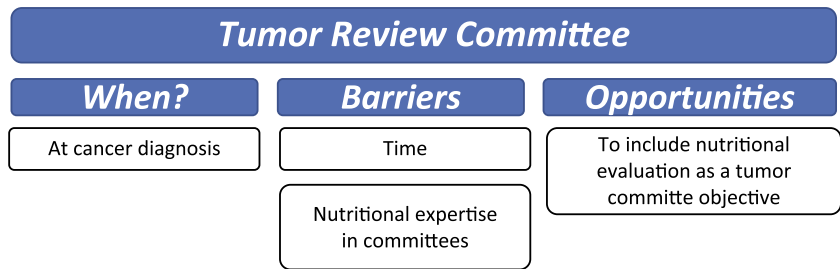 Tumor Review Committee
When?
Barriers
Opportunities
At cancer diagnosis
Time
To include nutritional
evaluation as a tumor
committe objective
Nutritional expertise
in committees